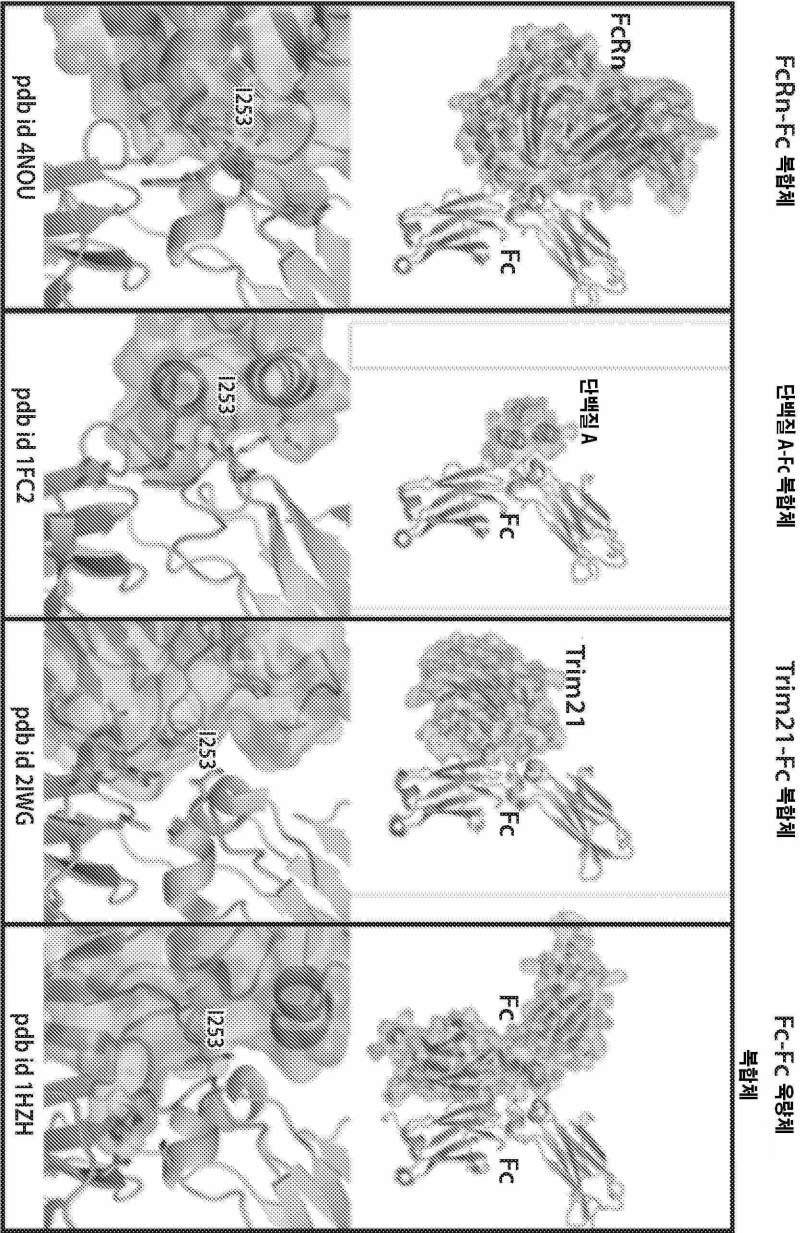 FcRn-Fc 복합체
단백질 A-Fc 복합체
Trim21-Fc 복합체
Fc-Fc 육량체
복합체
FcRn
Fc
단백질 A
Fc
Trim21
Fc
Fc
Fc
I253
I253
I253
I253
pdb id 4NOU
pdb id 1FC2
pdb id 2IWG
pdb id 1HZH